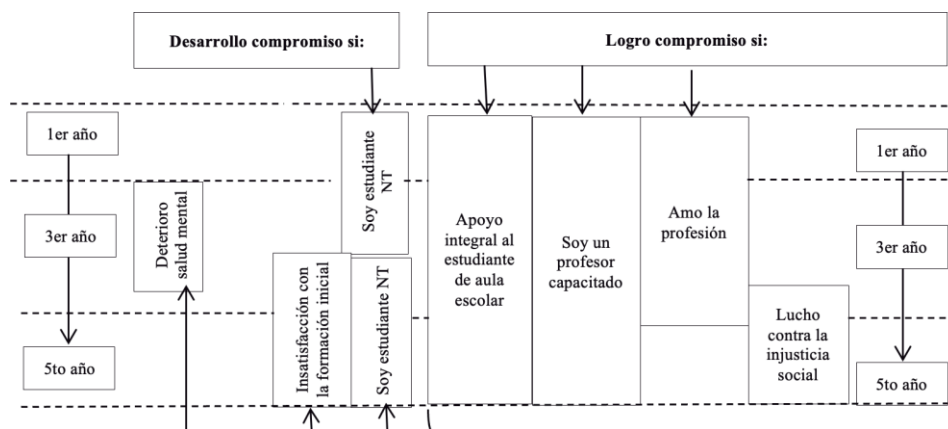 Desarrollo compromiso si:
Logro compromiso si:
1er año
3er año
5to año
Deterioro
salud mental
Insatisfacción con
la formación inicial
Soy estudiante
NT
Soy estudiante NT
Apoyo
integral al
estudiante
de aula
escolar
Soy un
profesor
capacitado
Amo la
profesión
Lucho
contra la
injusticia
social
1er año
3er año
5to año